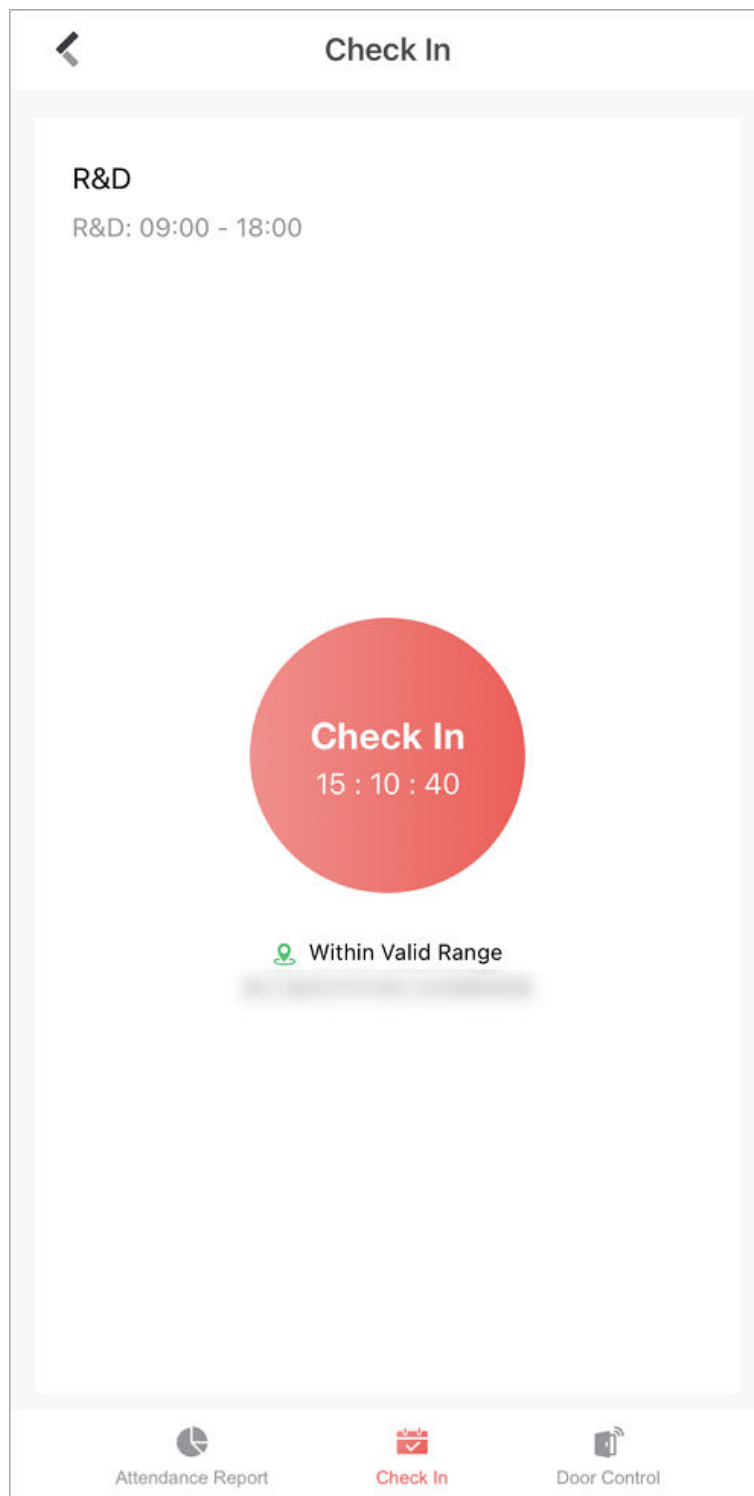 Check In
R&D
R&D: 09:00 - 18:00
Check In
15 : 10 : 40
Within Valid Range
Attendance Report
Check In
Door Control